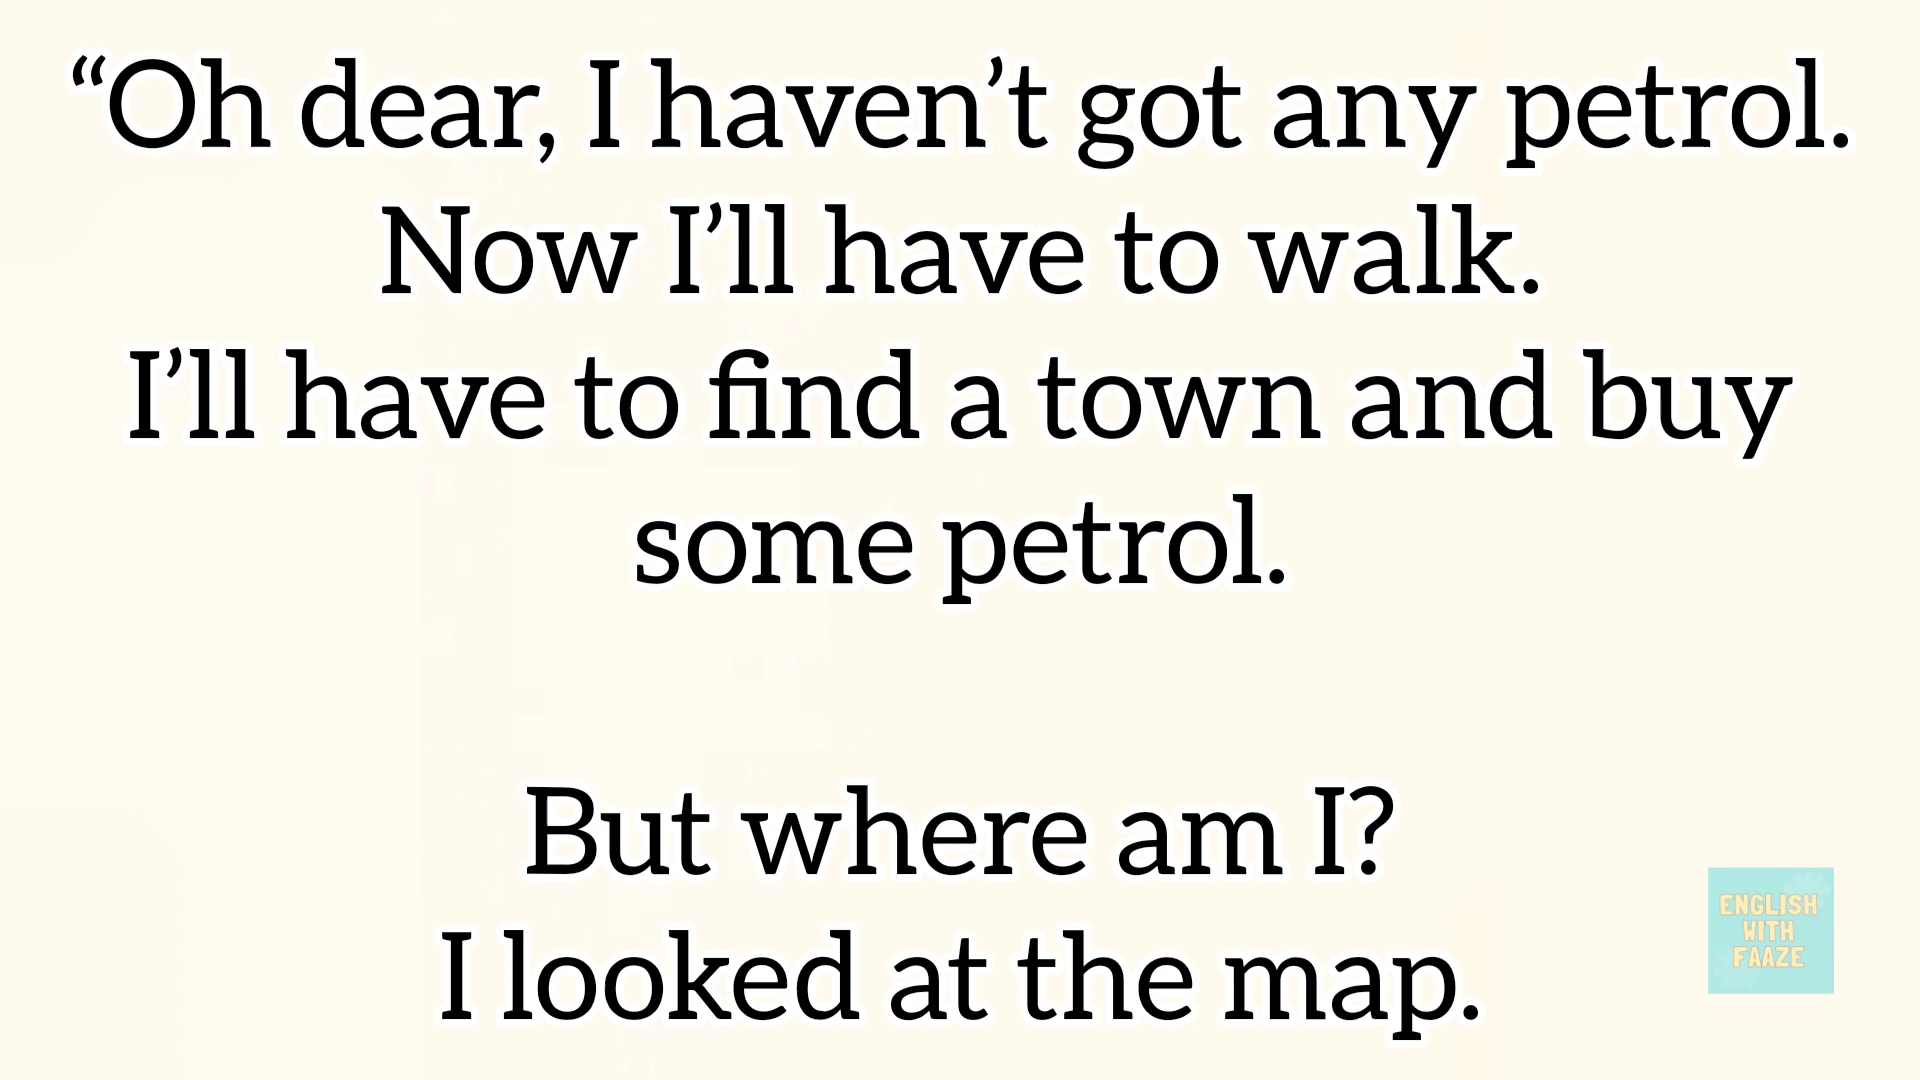 “Oh dear, I haven’t got any petrol.
Now I’ll have to walk.
I’ll have to find a town and buy
some petrol.
But where am I?
I looked at the map.
ENGLISH
WITH
FAAZE